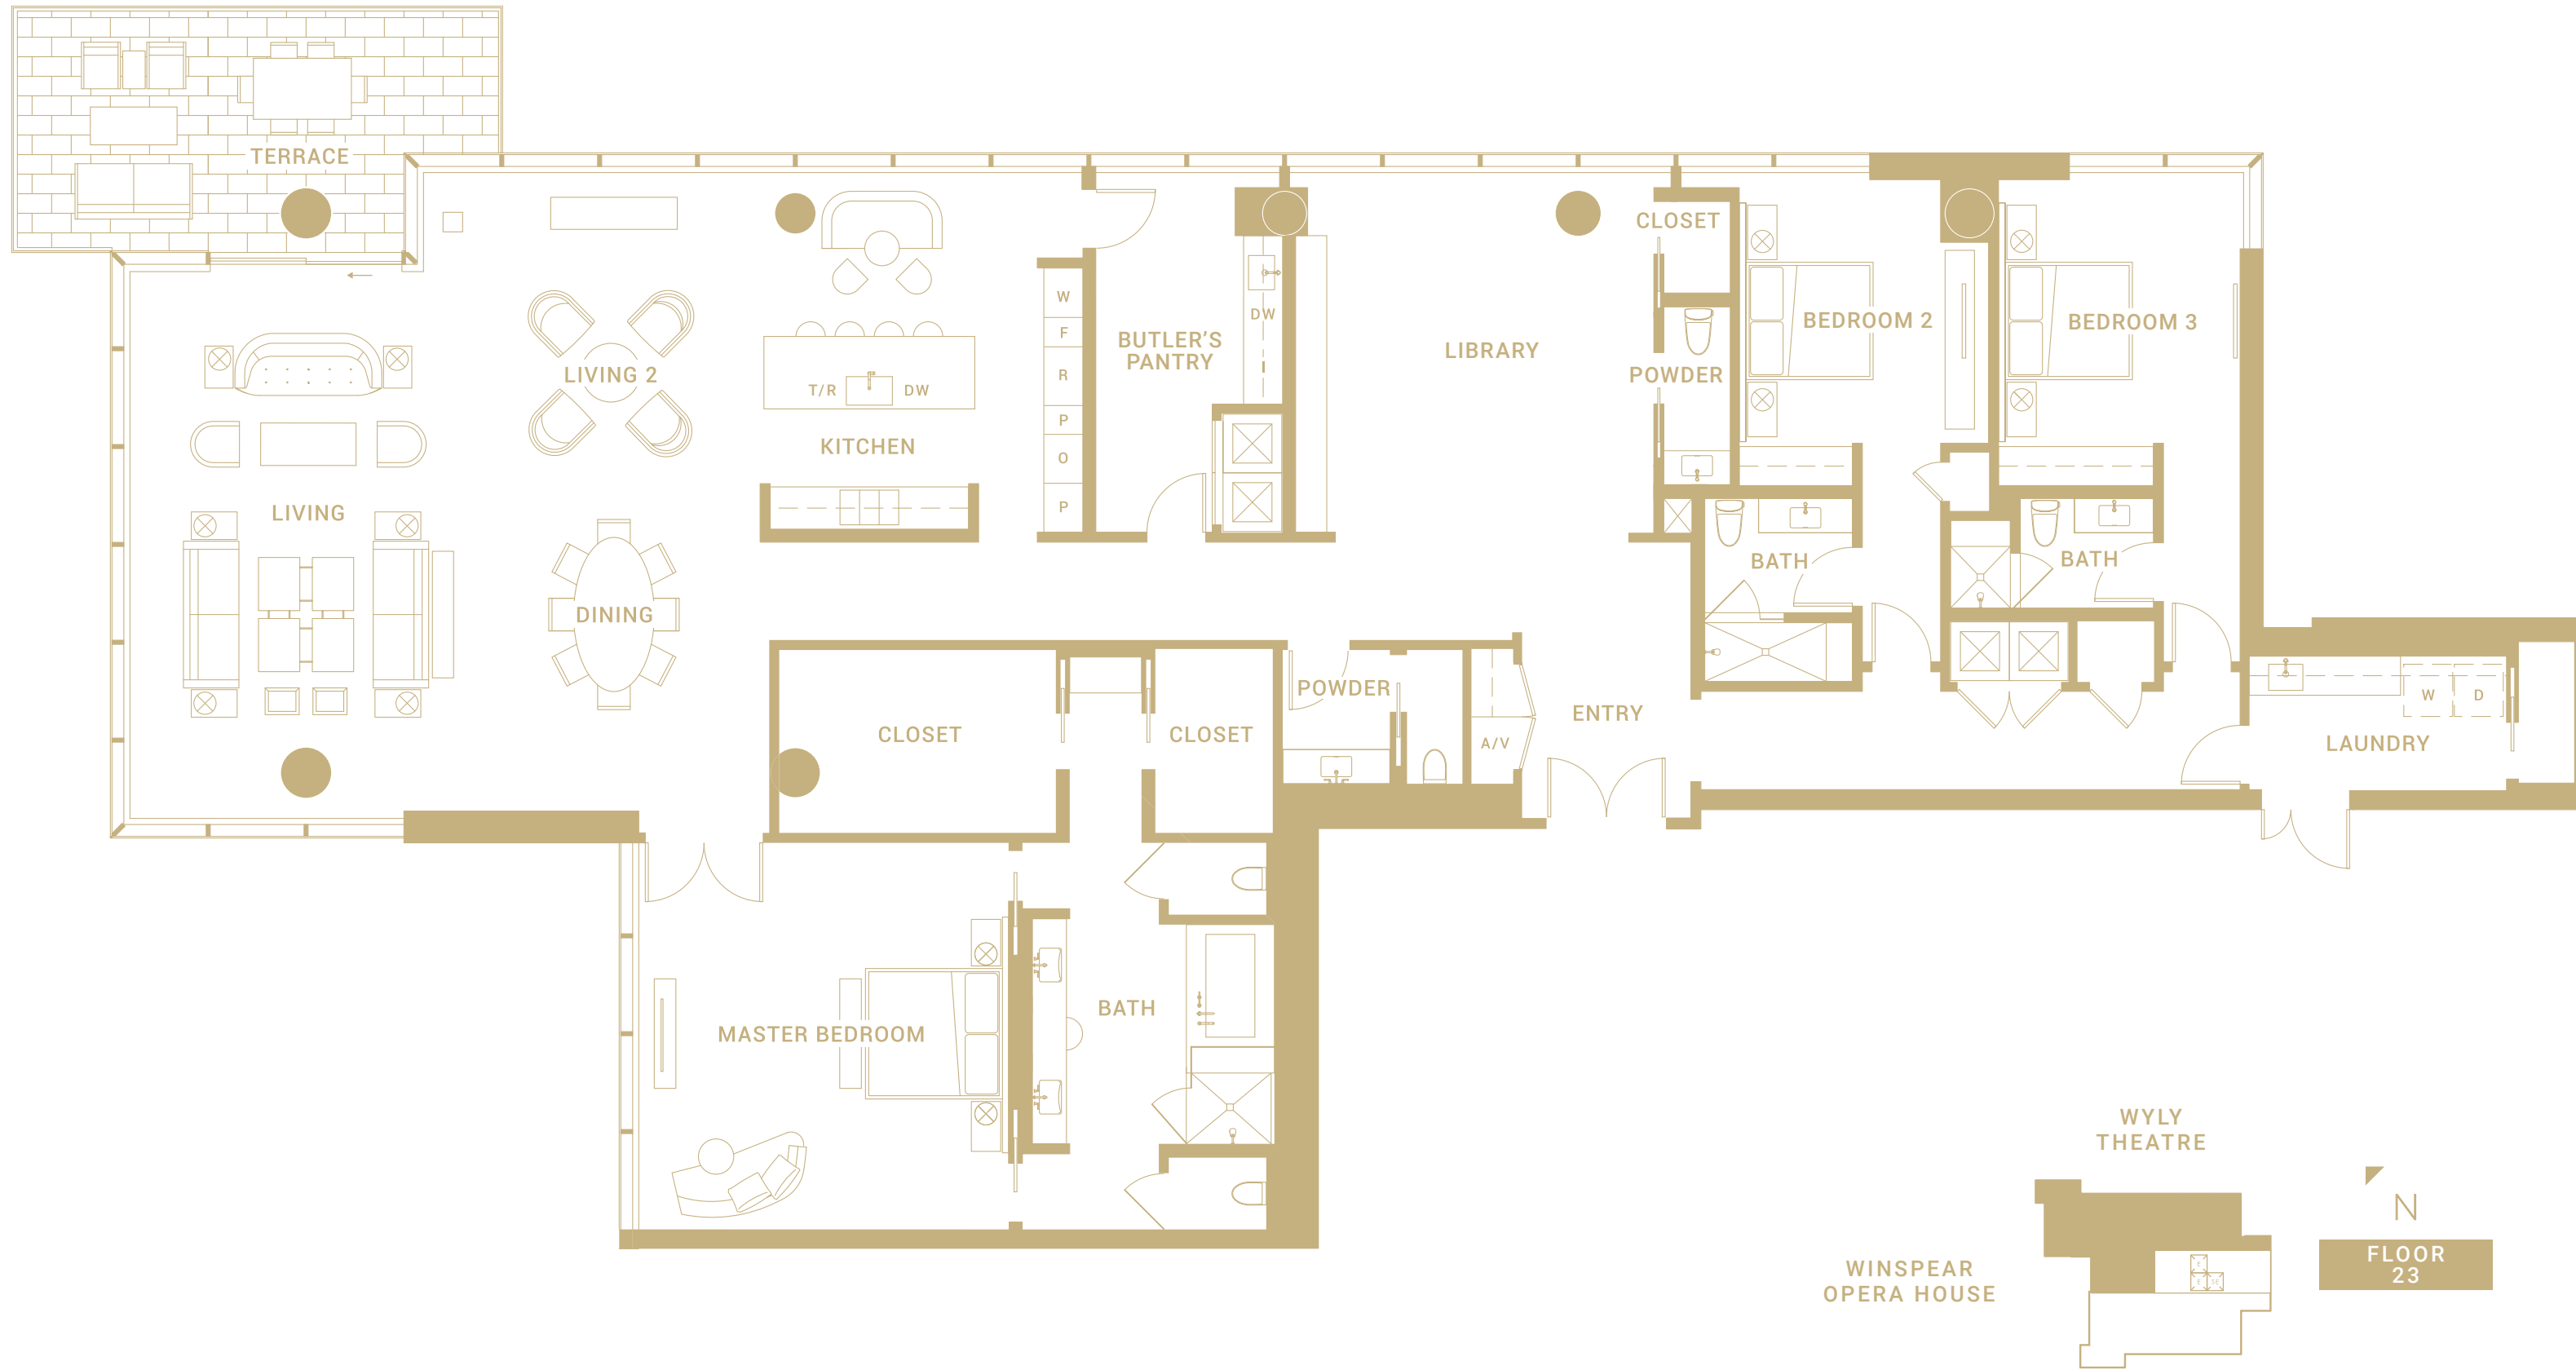 TERRACE
CLOSET
W
F
R
P
O
P
DW
BUTLER'S
PANTRY
LIBRARY
POWDER
BEDROOM 2
BEDROOM 3
LIVING 2
T/R
DW
KITCHEN
LIVING
DINING
BATH
BATH
POWDER
CLOSET
CLOSET
ENTRY
A/V
W
D
LAUNDRY
MASTER BEDROOM
BATH
WYLY
THEATRE
N
WINSPEAR
OPERA HOUSE
E
E
SE
FLOOR
23